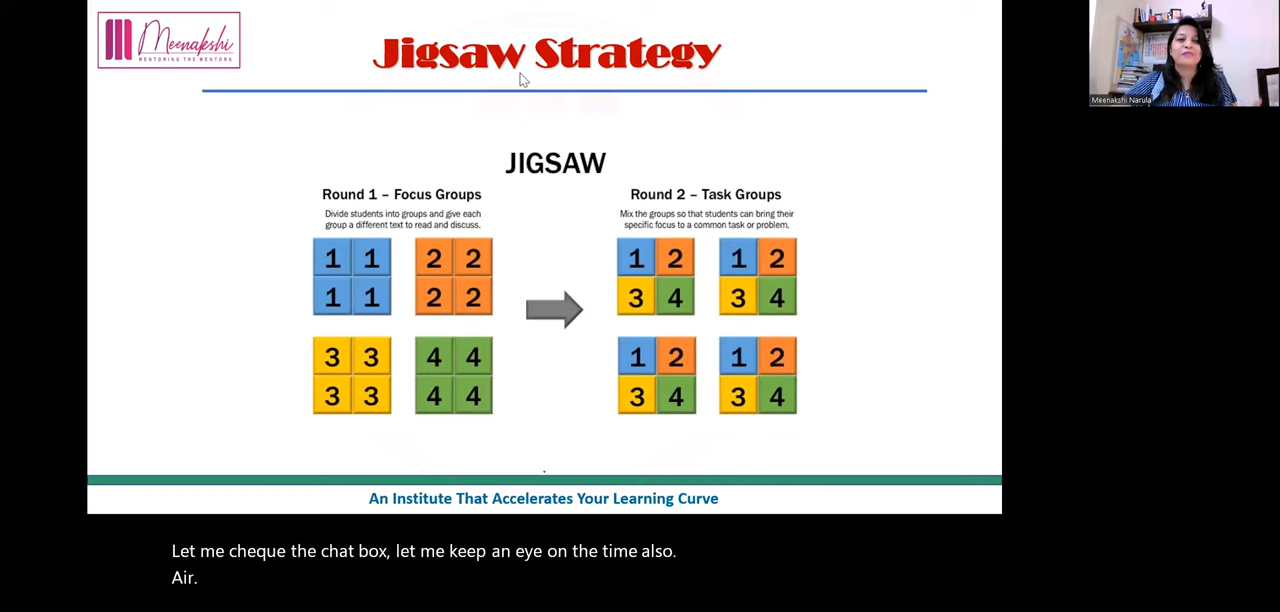 Meenakshi
MENTORING THE MENTORS
Jigsaw Strategy
Meenakshi Narula
JIGSAW
Round 1 – Focus Groups
Divide students into groups and give each
group a different text to read and discuss.
1 1 2 2
1 1 2 2
3 3 4 4
3 3 4 4
Round 2 – Task Groups
Mix the groups so that students can bring their
specific focus to a common task or problem.
1 2 1 2
3 4 3 4
1 2 1 2
3 4 3 4
An Institute That Accelerates Your Learning Curve
Let me cheque the chat box, let me keep an eye on the time also.
Air.